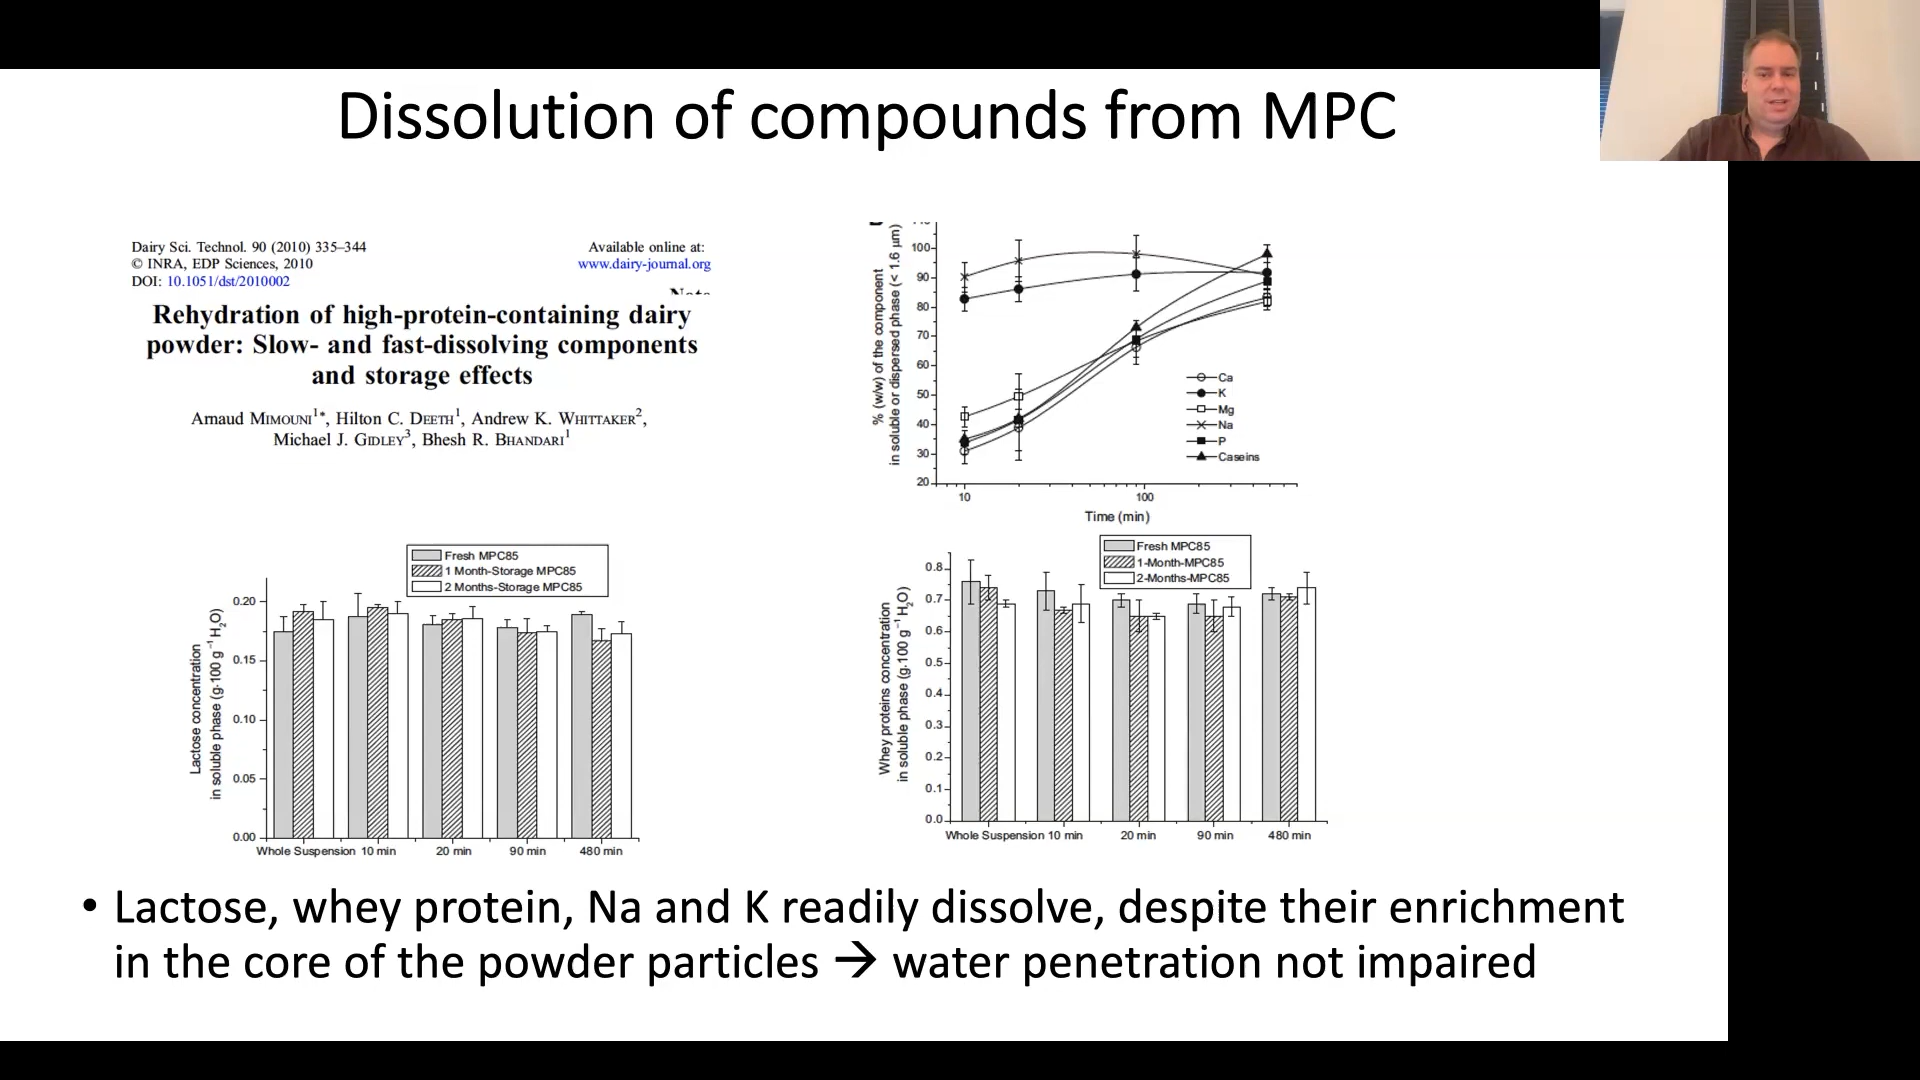 Dissolution of compounds from MPC
Dairy Sci. Technol. 90 (2010) 335–344
© INRA, EDP Sciences, 2010
DOI: 10.1051/dst/2010002
Available online at:
www.dairy-journal.org
Rehydration of high-protein-containing dairy
powder: Slow- and fast-dissolving components
and storage effects
Arnaud MIMOUNI1*, Hilton C. DEETH1, Andrew K. WHITTAKER2,
Michael J. GIDLEY3, Bhesh R. BHANDARI1
% (w/w) of the component
in soluble or dispersed phase (< 1.6 µm)
100
90
80
70
60
50
40
30
20
10
100
Time (min)
Ca
K
Mg
Na
P
Caseins
Fresh MPC85
1 Month-Storage MPC85
2 Months-Storage MPC85
Lactose concentration
in soluble phase (g·100 g−1 H2O)
0.20
0.15
0.10
0.05
0.00
Whole Suspension 10 min 20 min 90 min 480 min
Fresh MPC85
1-Month-MPC85
2-Months-MPC85
Whey proteins concentration
in soluble phase (g·100 g−1 H2O)
0.8
0.7
0.6
0.5
0.4
0.3
0.2
0.1
0.0
Whole Suspension 10 min 20 min 90 min 480 min
• Lactose, whey protein, Na and K readily dissolve, despite their enrichment
in the core of the powder particles → water penetration not impaired